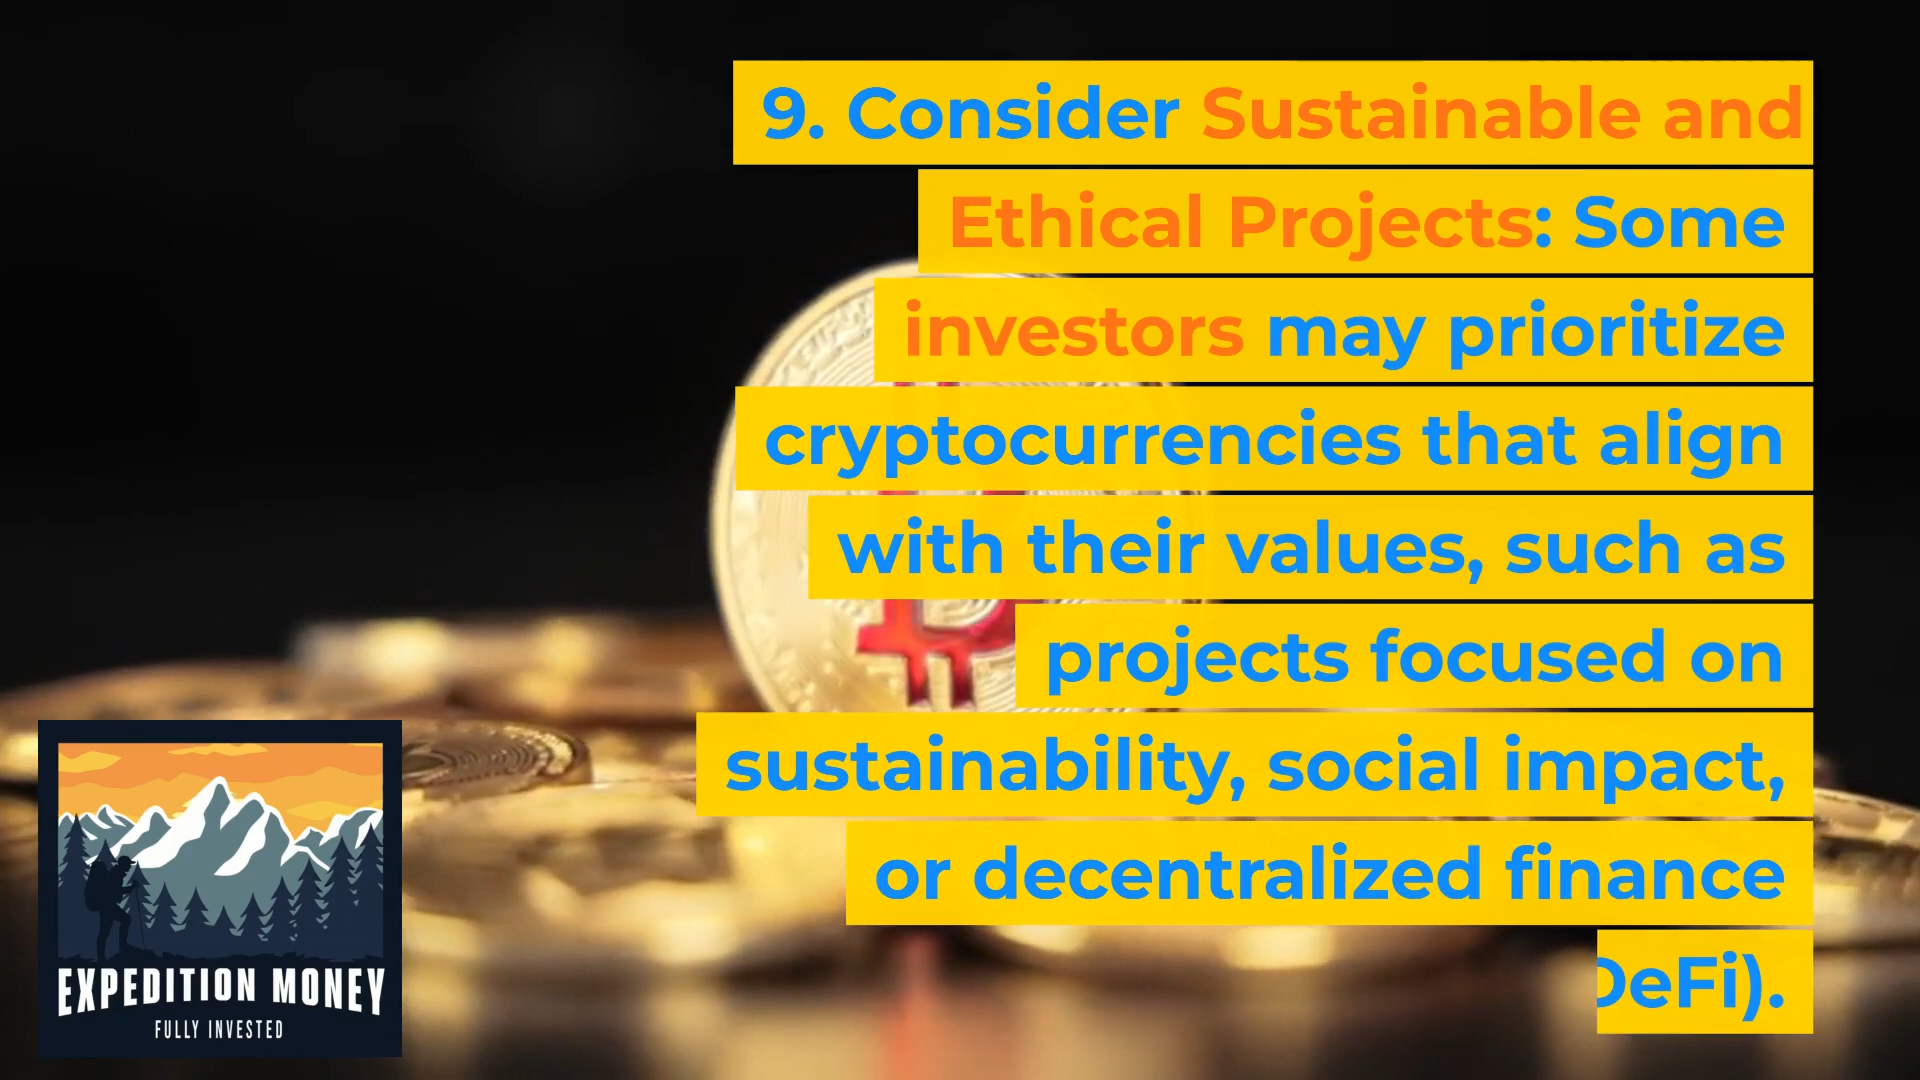 9. Consider Sustainable and
Ethical Projects: Some
investors may prioritize
cryptocurrencies that align
with their values, such as
projects focused on
sustainability, social impact,
or decentralized finance
DeFi).
EXPEDITION MONEY
FULLY INVESTED